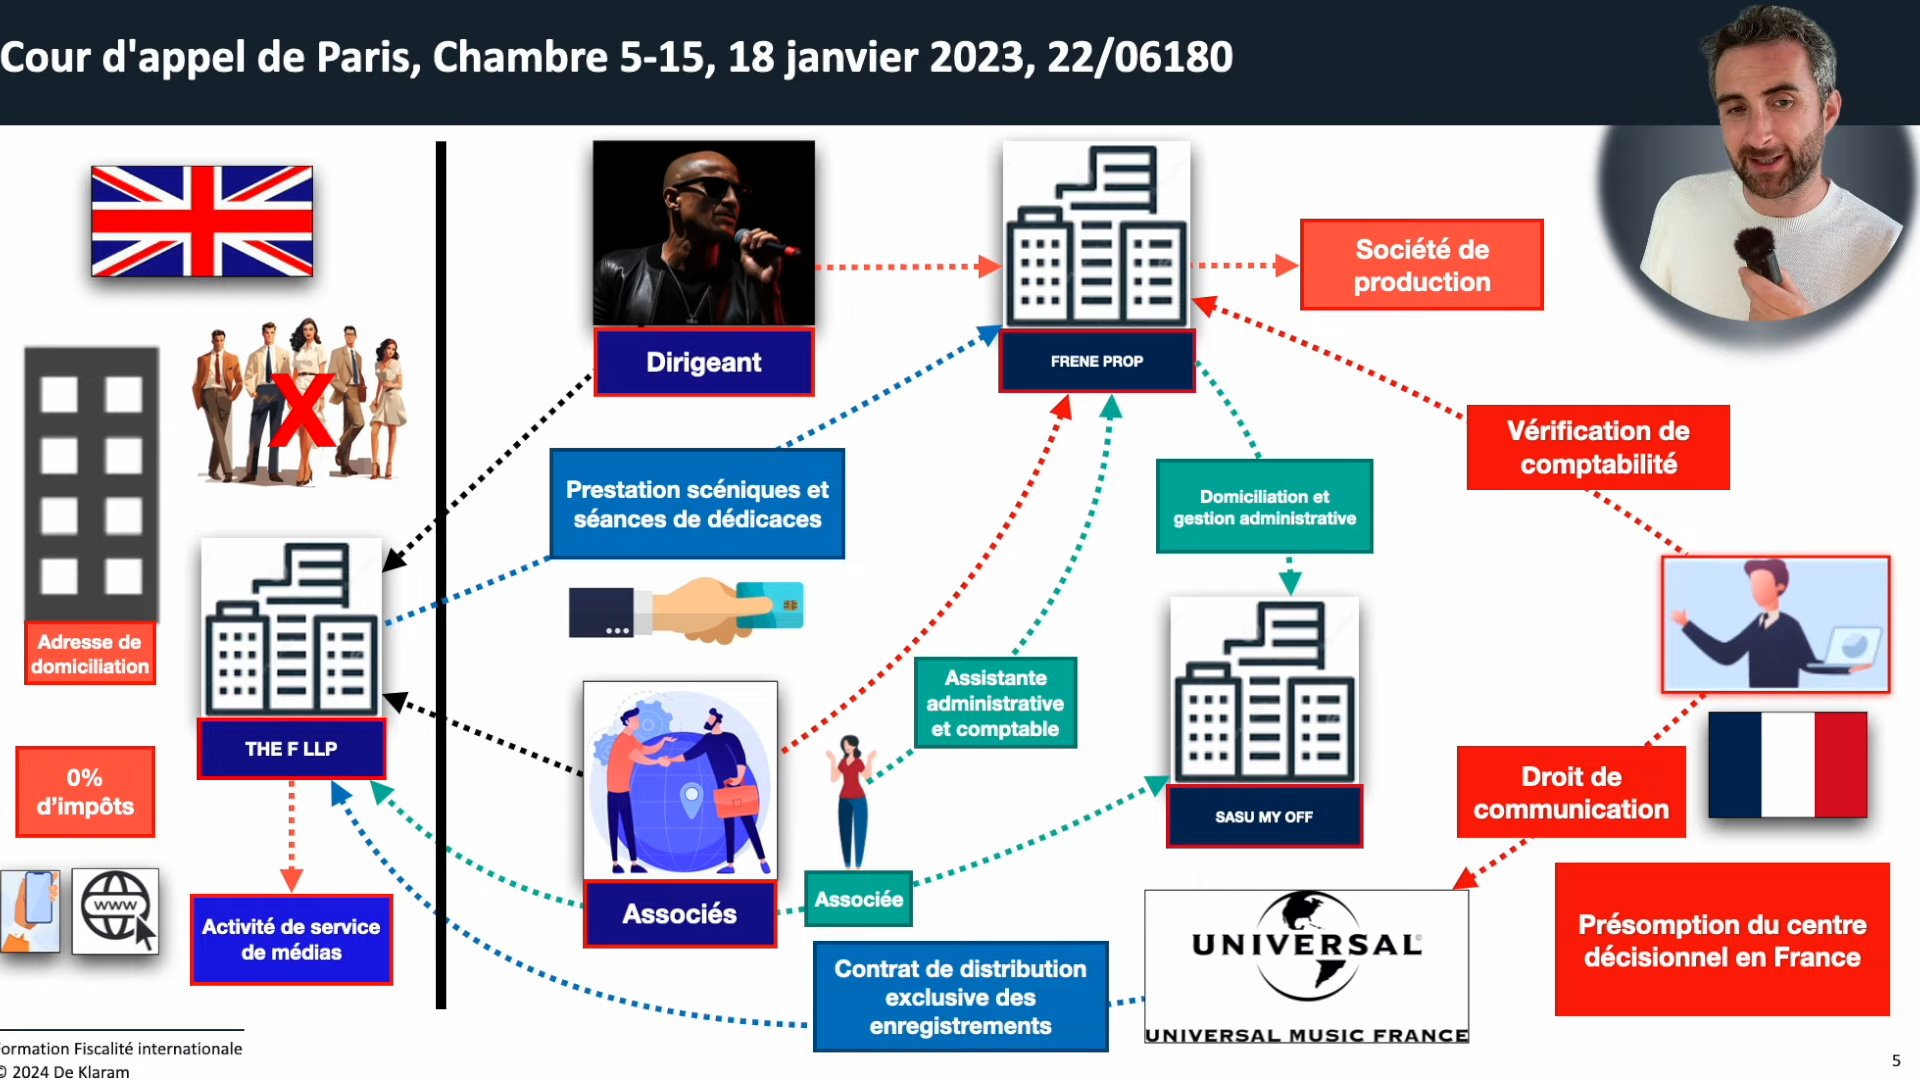 Cour d'appel de Paris, Chambre 5-15, 18 janvier 2023, 22/06180
Société de
production
Dirigeant
FRENE PROP
Vérification de
comptabilité
Prestation scéniques et
séances de dédicaces
Domiciliation et
gestion administrative
Adresse de
domiciliation
Assistante
administrative
et comptable
THE F LLP
0%
d'impôts
Droit de
communication
SASU MY OFF
Associée
Associés
www
Activité de service
de médias
Contrat de distribution
exclusive des
enregistrements
UNIVERSAL
UNIVERSAL MUSIC FRANCE
Présomption du centre
décisionnel en France
ormation Fiscalité internationale
© 2024 De Klaram
5